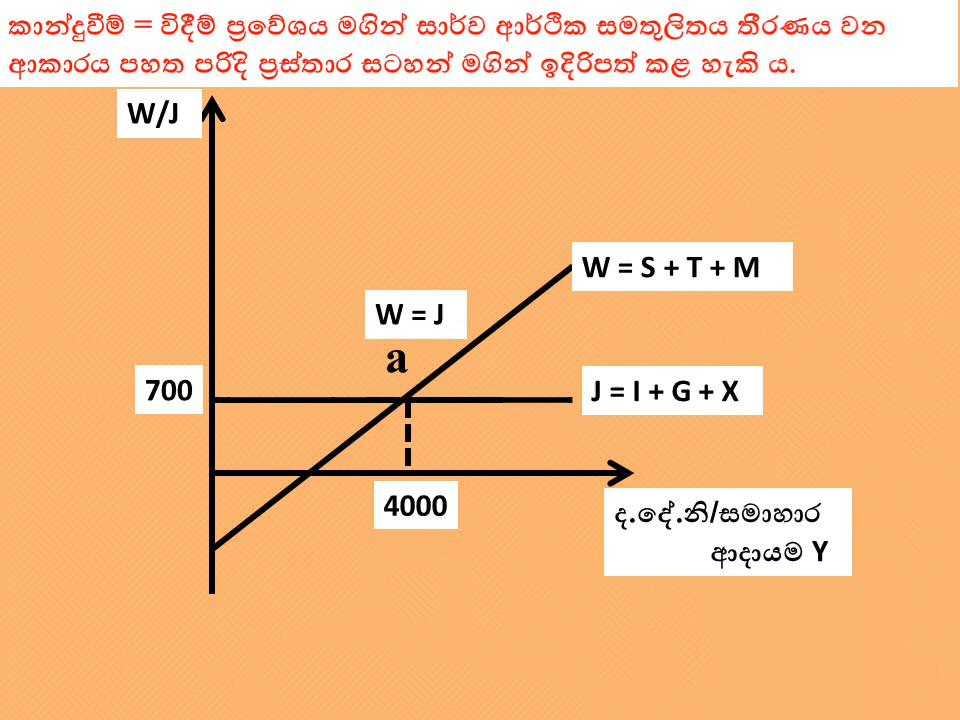 කාන්දුවීම් = විදීම් ප්‍රවේශය මගින් සාර්ව ආර්ථික සමතුලිතය තීරණය වන
ආකාරය පහත පරිදි ප්‍රස්තාර සටහන් මගින් ඉදිරිපත් කළ හැකි ය.
W/J
W = S + T + M
W = J
a
700
J = I + G + X
4000
ද.දේ.නි/සමාහාර
ආදායම Y